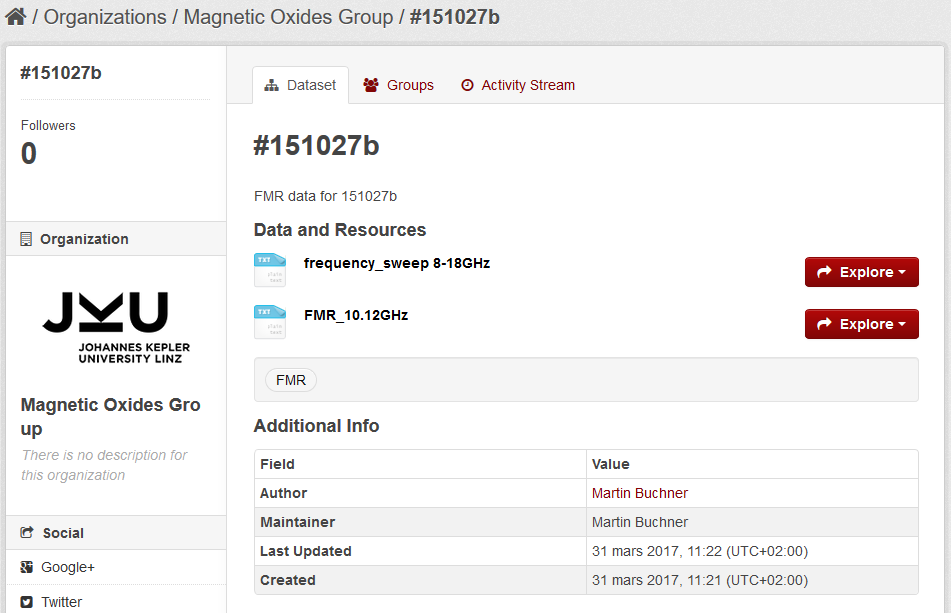 / Organizations / Magnetic Oxides Group / #151027b
#151027b
Followers
0
Organization
JKU
JOHANNES KEPLER
UNIVERSITY LINZ
Magnetic Oxides Gro
up
There is no description for
this organization
Social
Google+
Twitter
Dataset
Groups
Activity Stream
#151027b
FMR data for 151027b
Data and Resources
TXT
plain
text
frequency_sweep 8-18GHz
Explore
TXT
plain
text
FMR_10.12GHz
Explore
FMR
Additional Info
Field Value
Author Martin Buchner
Maintainer Martin Buchner
Last Updated 31 mars 2017, 11:22 (UTC+02:00)
Created 31 mars 2017, 11:21 (UTC+02:00)